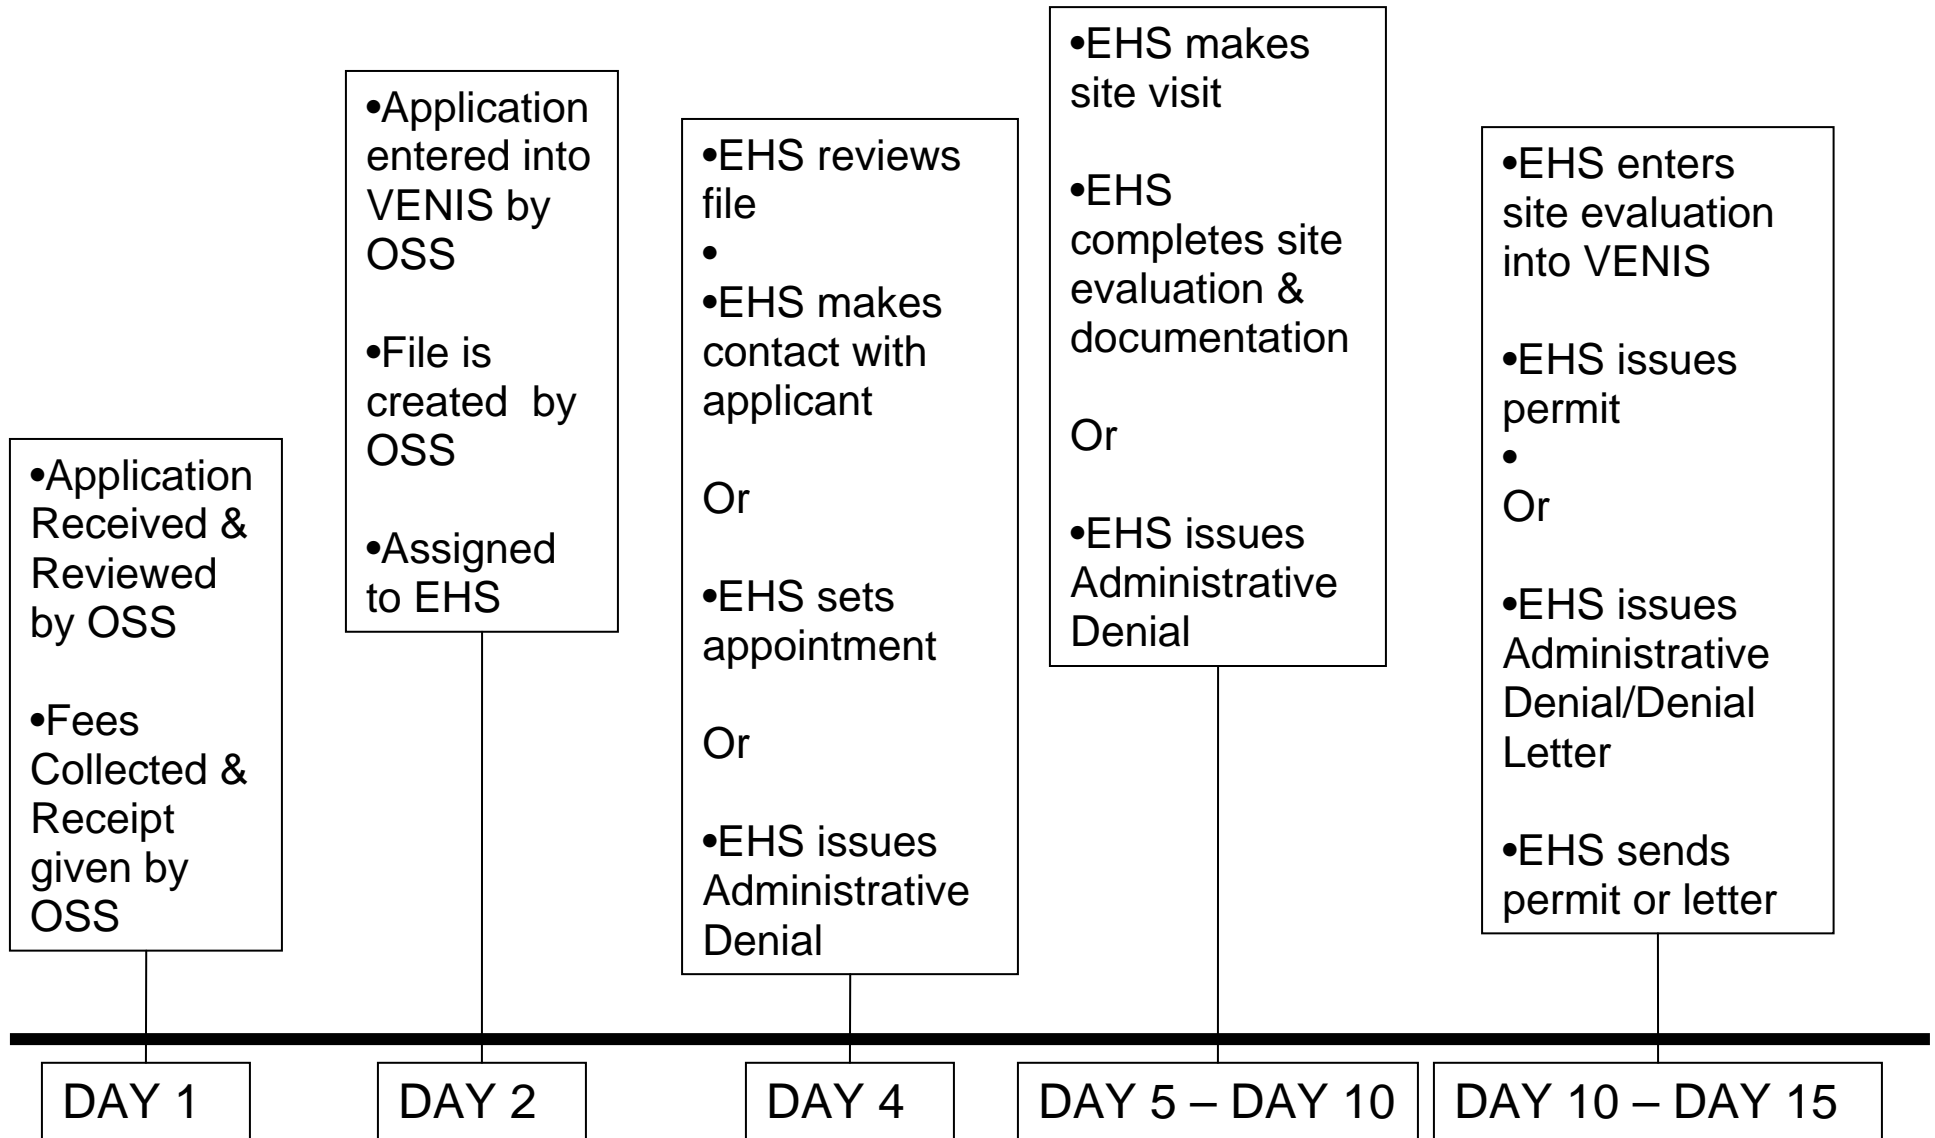 •Application
Received &
Reviewed
by OSS
•Fees
Collected &
Receipt
given by
OSS
DAY 1
•Application
entered into
VENIS by
OSS
•File is
created by
OSS
•Assigned
to EHS
DAY 2
•EHS reviews
file
•
•EHS makes
contact with
applicant
Or
•EHS sets
appointment
Or
•EHS issues
Administrative
Denial
DAY 4
•EHS makes
site visit
•EHS
completes site
evaluation &
documentation
Or
•EHS issues
Administrative
Denial
DAY 5 – DAY 10
•EHS enters
site evaluation
into VENIS
•EHS issues
permit
•
Or
•EHS issues
Administrative
Denial/Denial
Letter
•EHS sends
permit or letter
DAY 10 – DAY 15